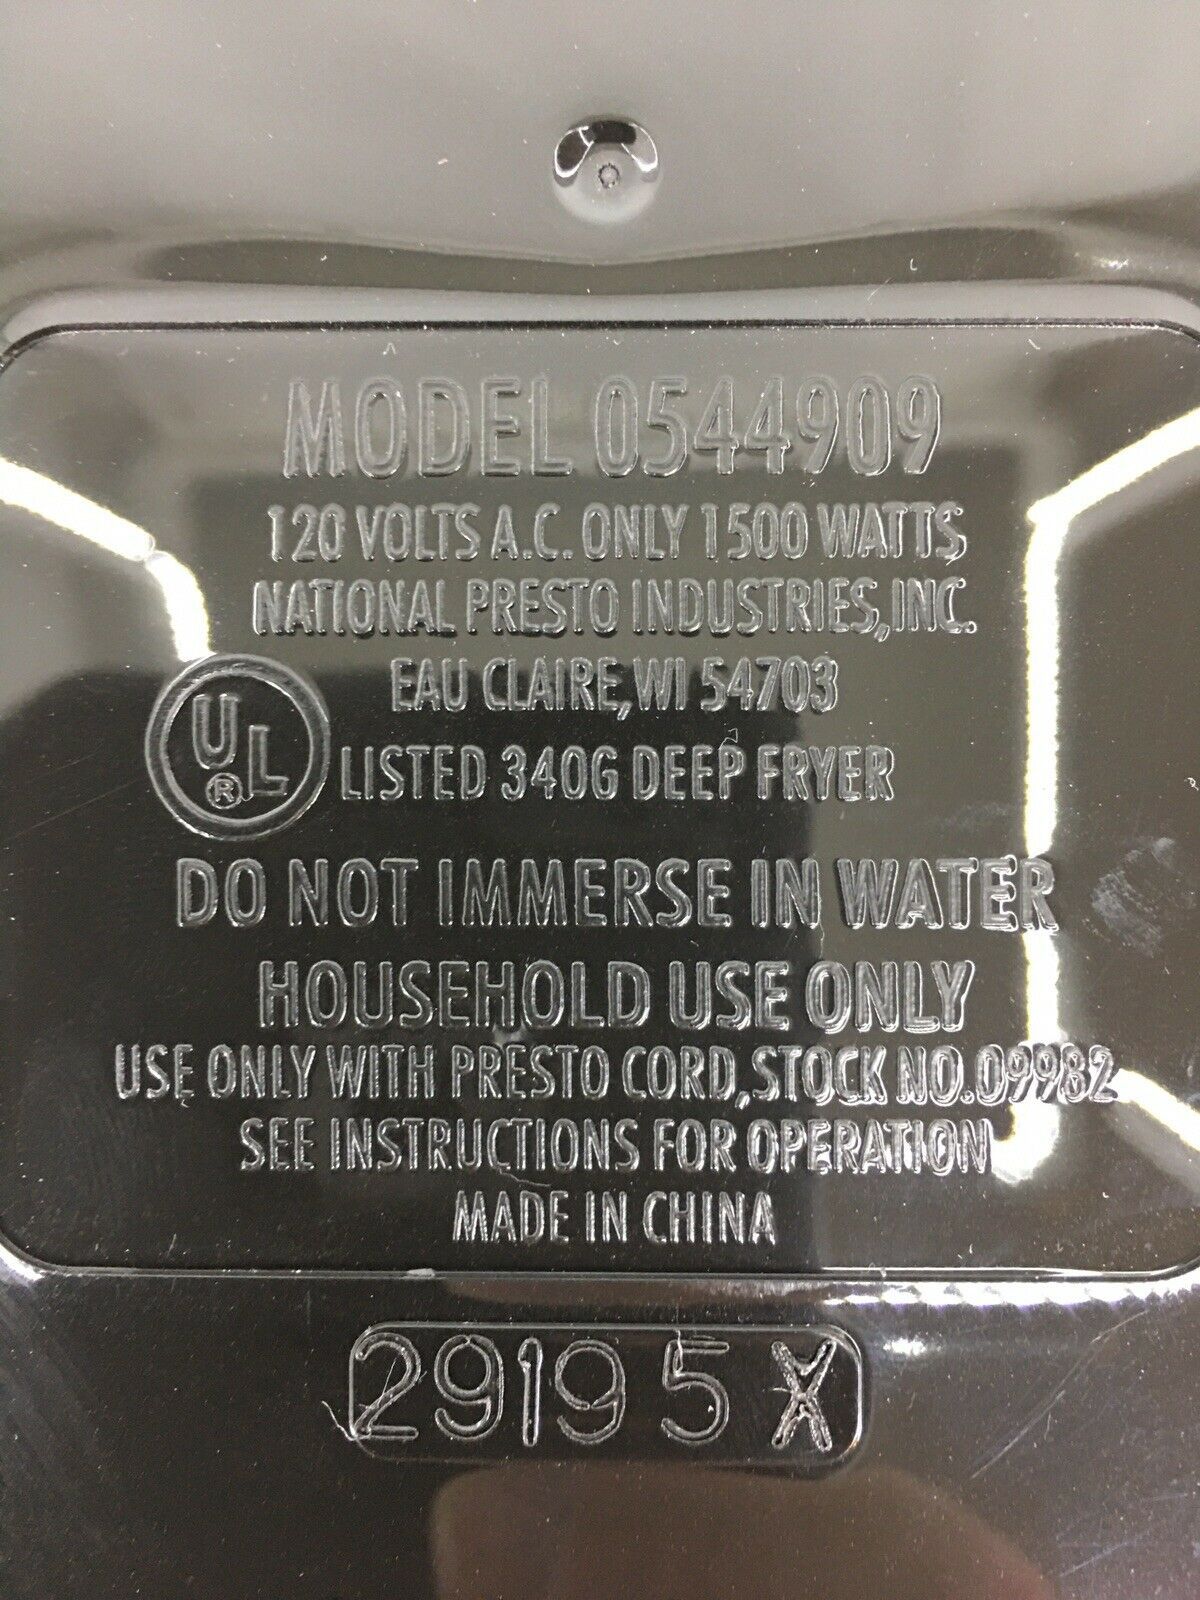 MODEL 0544909
120 VOLTS A.C. ONLY 1500 WATTS
NATIONAL PRESTO INDUSTRIES, INC.
EAU CLAIRE, WI 54703
UL ® LISTED 340G DEEP FRYER
DO NOT IMMERSE IN WATER
HOUSEHOLD USE ONLY
USE ONLY WITH PRESTO CORD, STOCK NO. 09982
SEE INSTRUCTIONS FOR OPERATION
MADE IN CHINA
2919 5 X